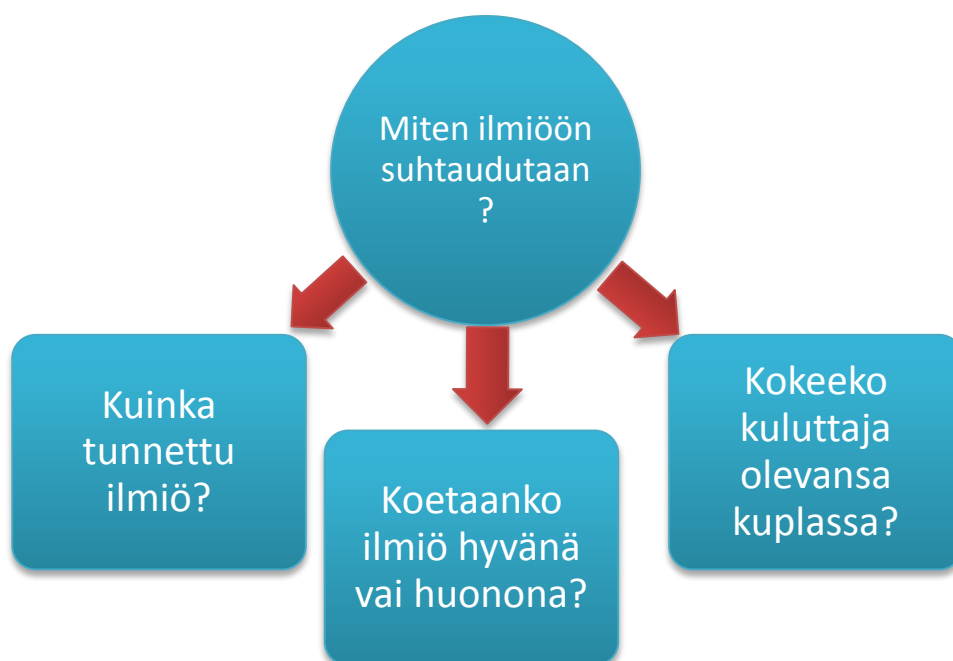 Miten ilmiöön
suhtaudutaan
?
Kuinka
tunnettu
ilmiö?
Koetaanko
ilmiö hyvänä
vai huonona?
Kokeeko
kuluttaja
olevansa
kuplassa?